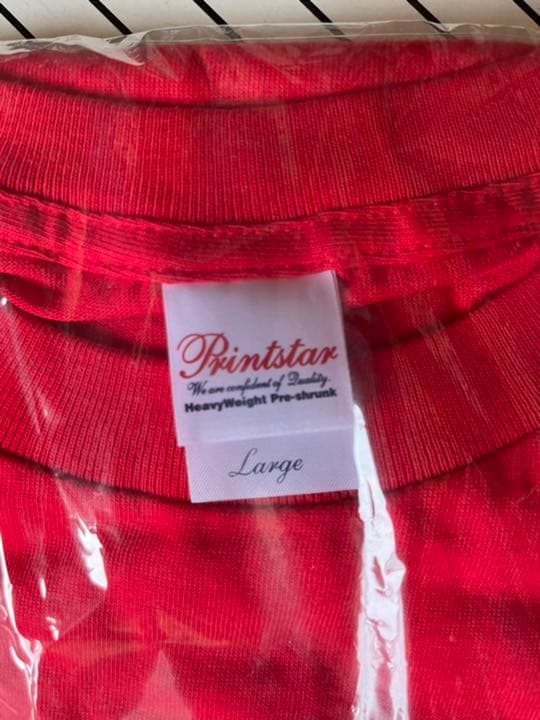 Printstar
We are confident of Quality.
HeavyWeight Pre-shrunk
Large